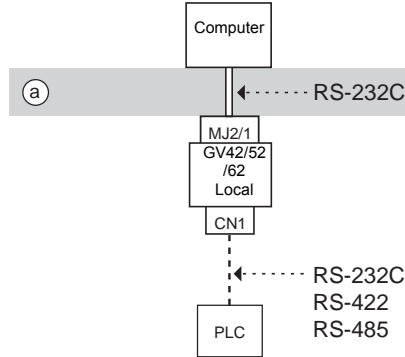 Computer
a
RS-232C
MJ2/1
GV42/52
/62
Local
CN1
RS-232C
RS-422
RS-485
PLC